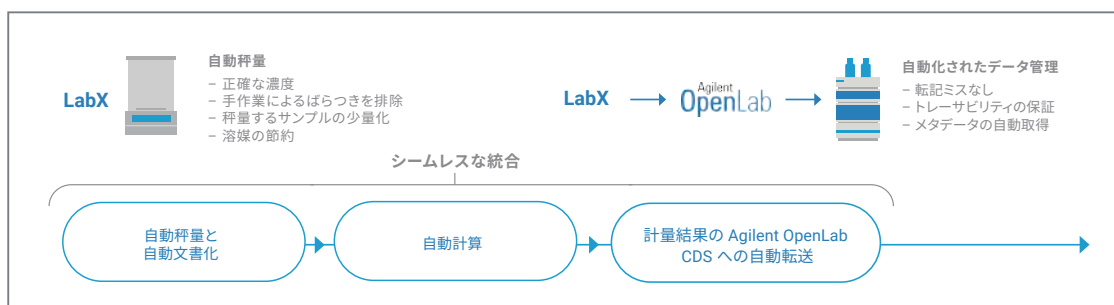 LabX
自動秤量
– 正確な濃度
– 手作業によるばらつきを排除
– 秤量するサンプルの少量化
– 溶媒の節約
LabX
Agilent
OpenLab
自動化されたデータ管理
– 転記ミスなし
– トレーサビリティの保証
– メタデータの自動取得
シームレスな統合
自動秤量と
自動文書化
自動計算
計量結果の Agilent OpenLab
CDS への自動転送